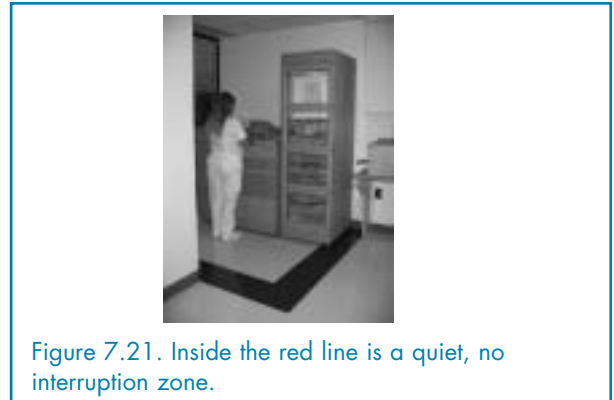 Figure 7.21. Inside the red line is a quiet, no
interruption zone.